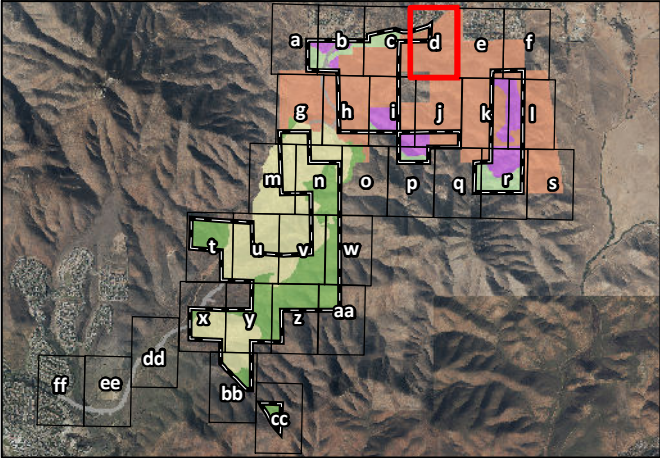 a b c d e f
g h i j k l
m n o p q r s
t u v w
x y z aa
ff ee dd bb
cc